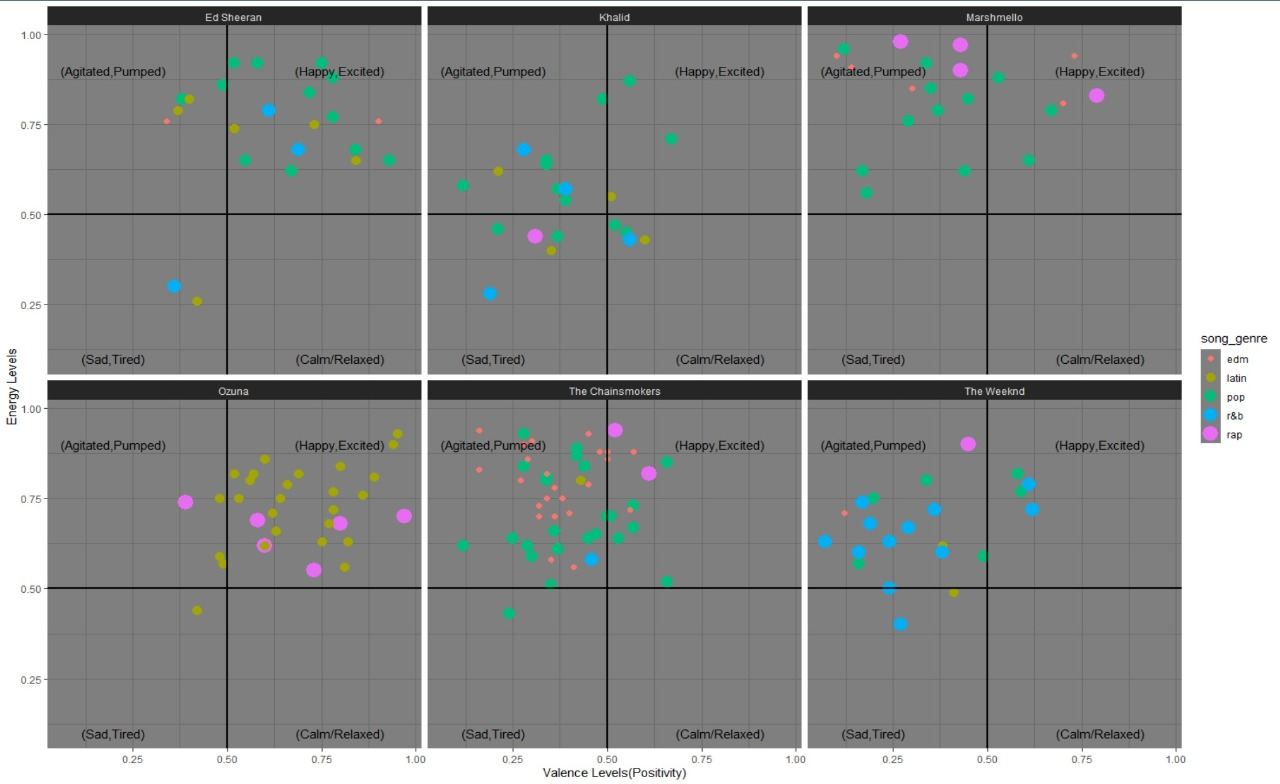 Ed Sheeran
Khalid
Marshmello
1.00
(Agitated,Pumped)
(Happy,Excited)
(Agitated,Pumped)
(Happy,Excited)
(Agitated,Pumped)
(Happy,Excited)
0.75
0.50
0.25
(Sad,Tired)
(Calm/Relaxed)
(Sad,Tired)
(Calm/Relaxed)
(Sad,Tired)
(Calm/Relaxed)
Energy Levels
Ozuna
The Chainsmokers
The Weeknd
1.00
(Agitated,Pumped)
(Happy,Excited)
(Agitated,Pumped)
(Happy,Excited)
(Agitated,Pumped)
(Happy,Excited)
0.75
0.50
0.25
(Sad,Tired)
(Calm/Relaxed)
(Sad,Tired)
(Calm/Relaxed)
(Sad,Tired)
(Calm/Relaxed)
0.25
0.50
0.75
1.00
0.25
0.50
0.75
1.00
0.25
0.50
0.75
1.00
Valence Levels(Positivity)
song_genre
edm
latin
pop
r&b
rap